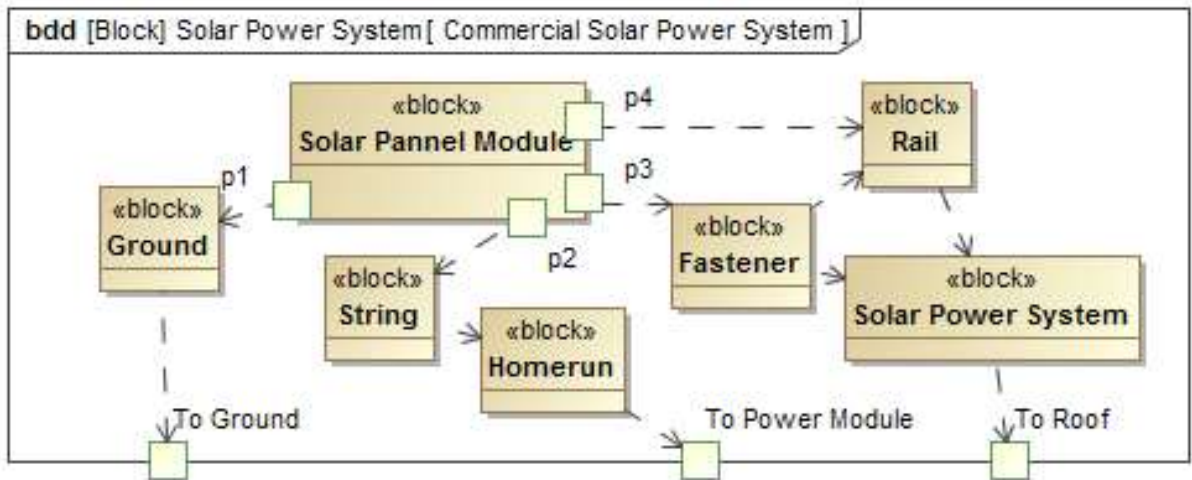 bdd [Block] Solar Power System[ Commercial Solar Power System ]
«block»
Solar Pannel Module
p4
«block»
Rail
p1
p3
«block»
Ground
«block»
Fastener
p2
«block»
String
«block»
Solar Power System
«block»
Homerun
To Ground
To Power Module
To Roof